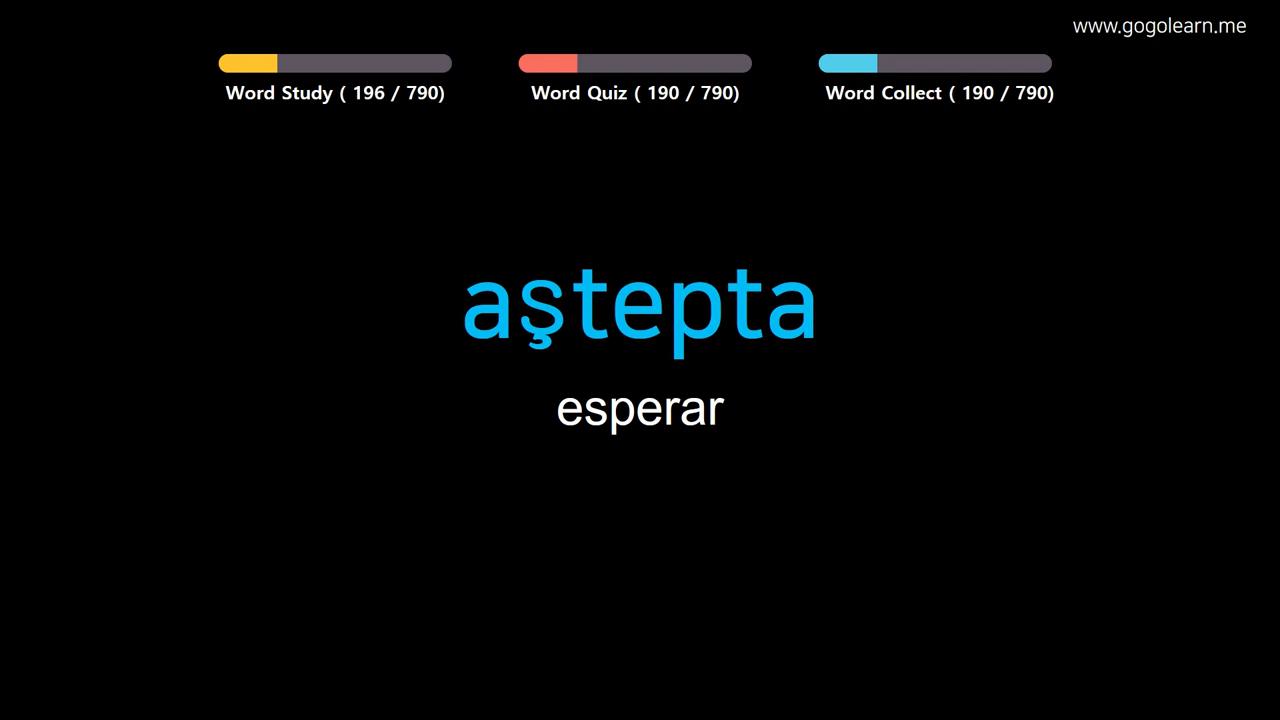 www.gogolearn.me
Word Study ( 196 / 790)
Word Quiz ( 190 / 790)
Word Collect ( 190 / 790)
aştepta
esperar